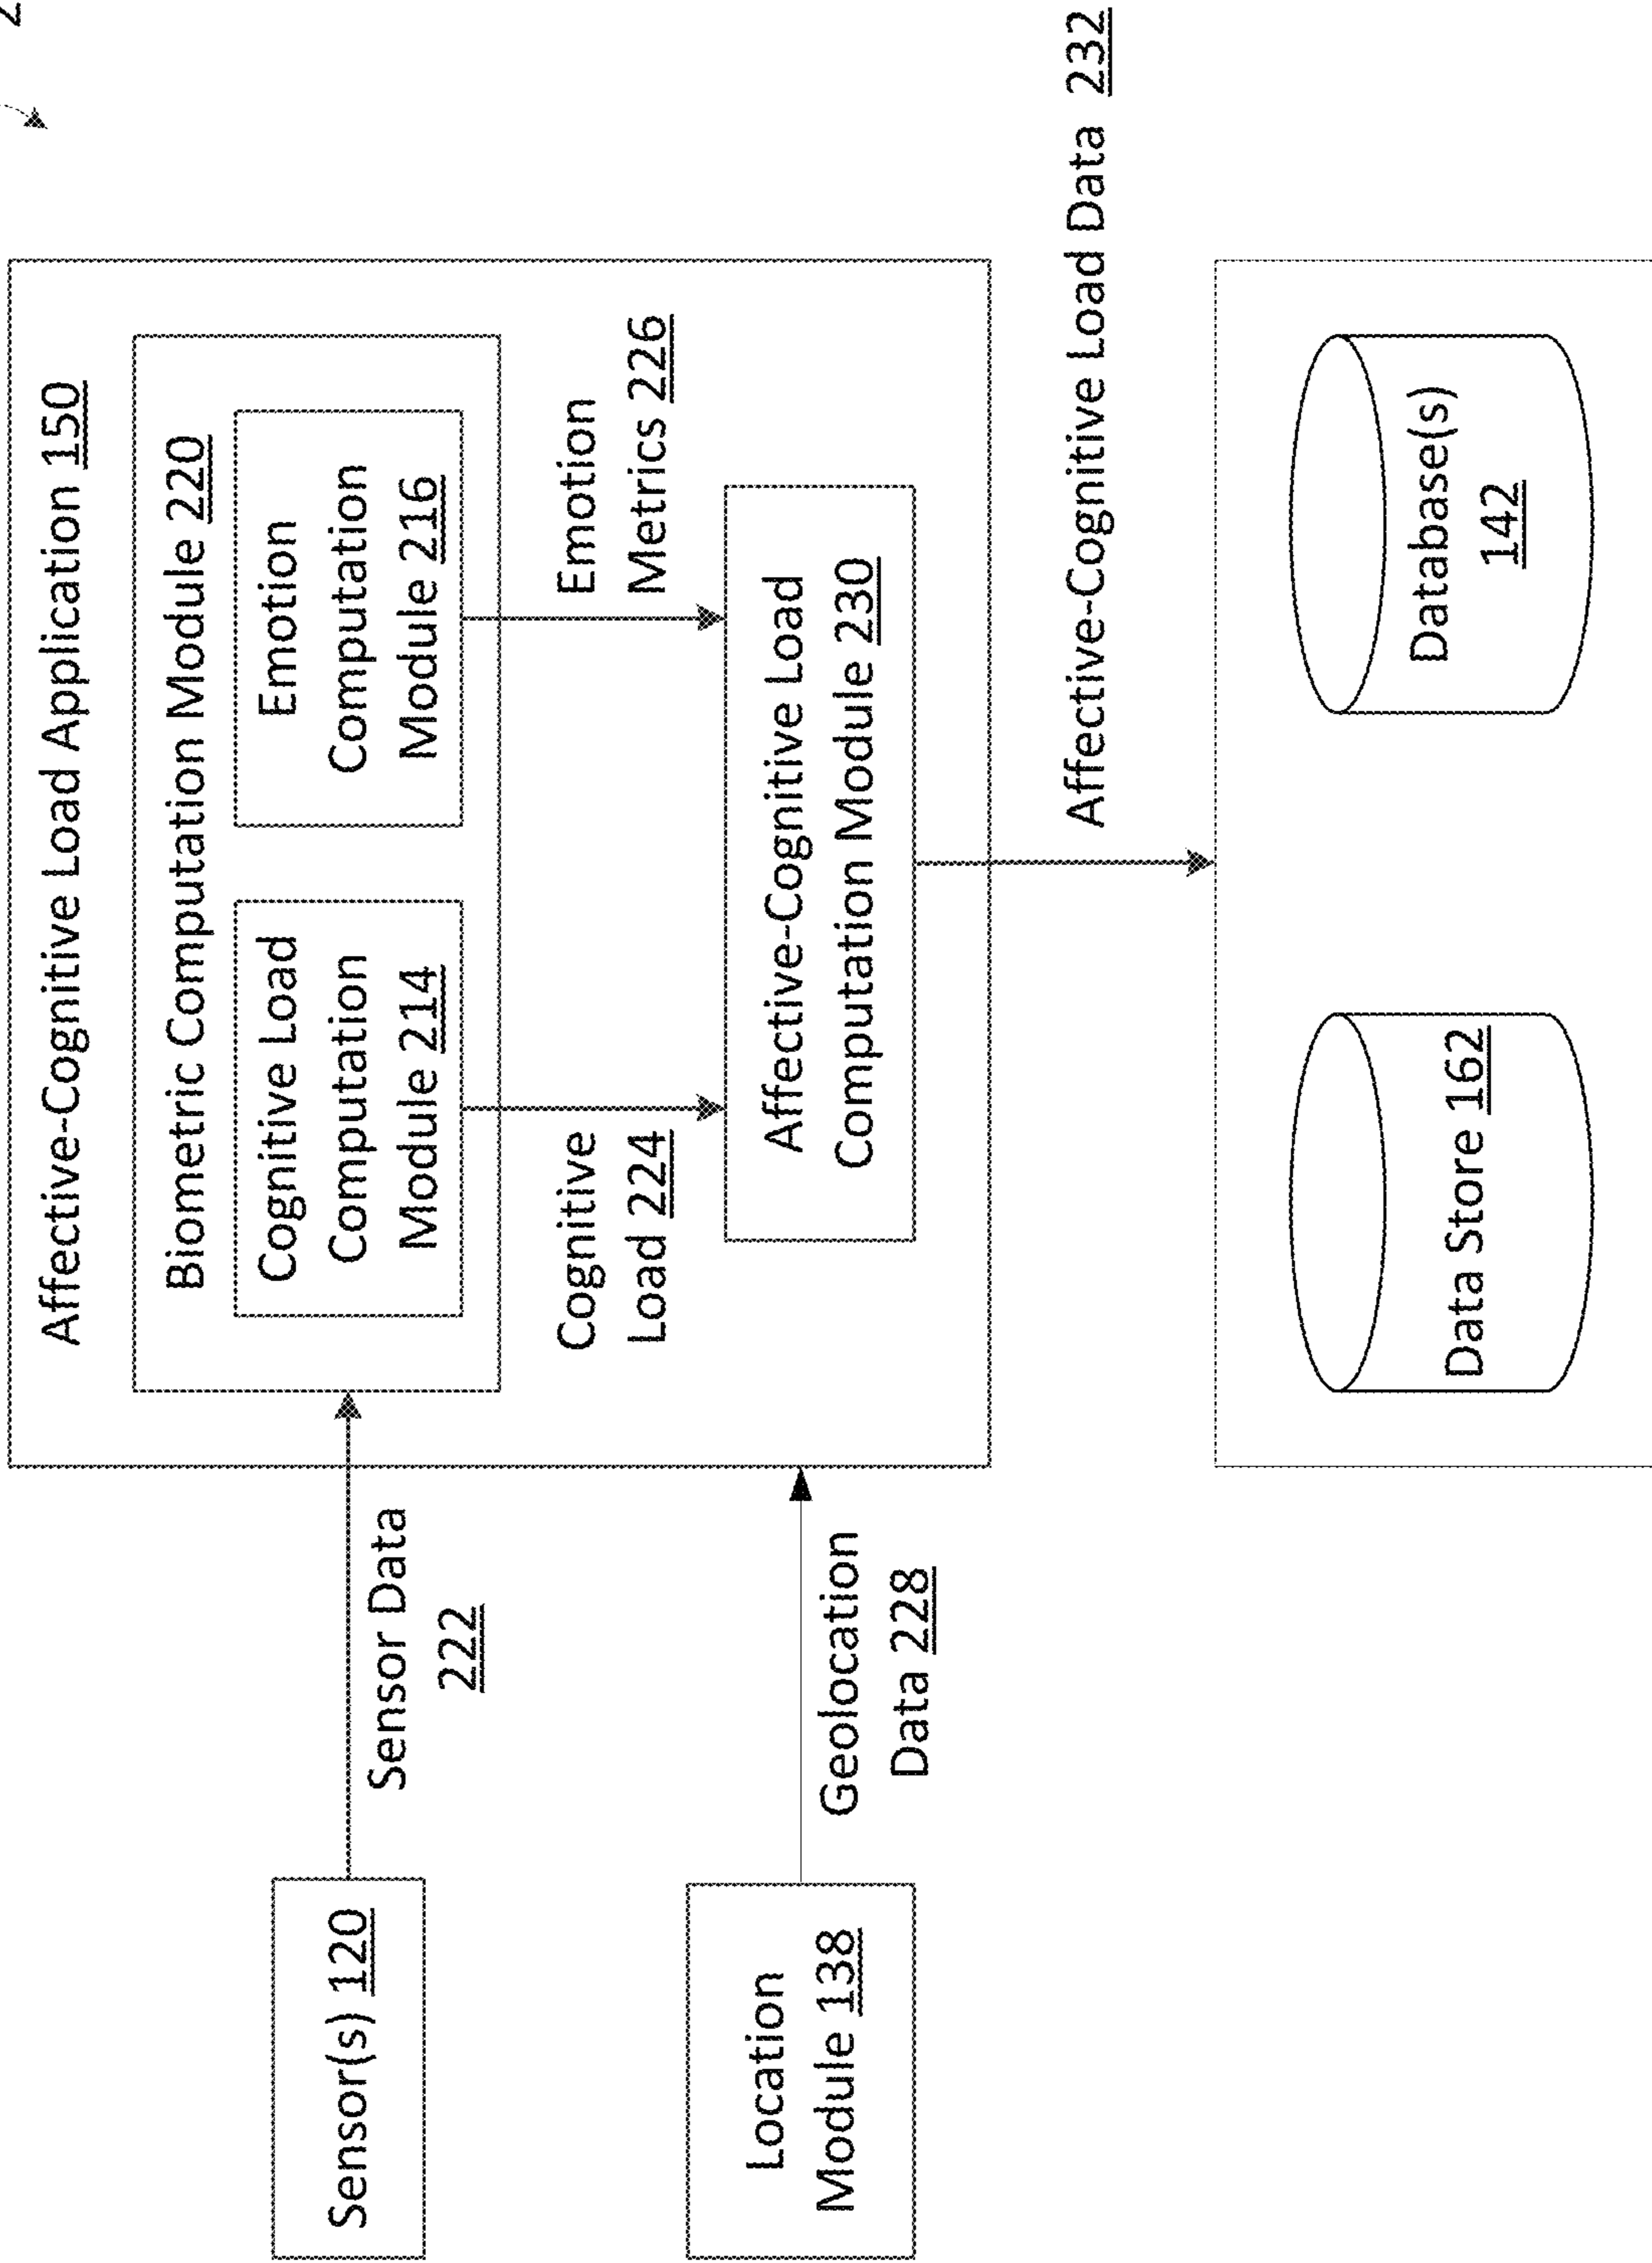 Affective-Cognitive Load Application 150
Biometric Computation Module 220
Cognitive Load
Computation
Module 214
Emotion
Computation
Module 216
Sensor(s) 120
Sensor Data
222
Cognitive
Load 224
Emotion
Metrics 226
Location
Module 138
Geolocation
Data 228
Affective-Cognitive Load
Computation Module 230
Affective-Cognitive Load Data 232
Data Store 162
Database(s)
142